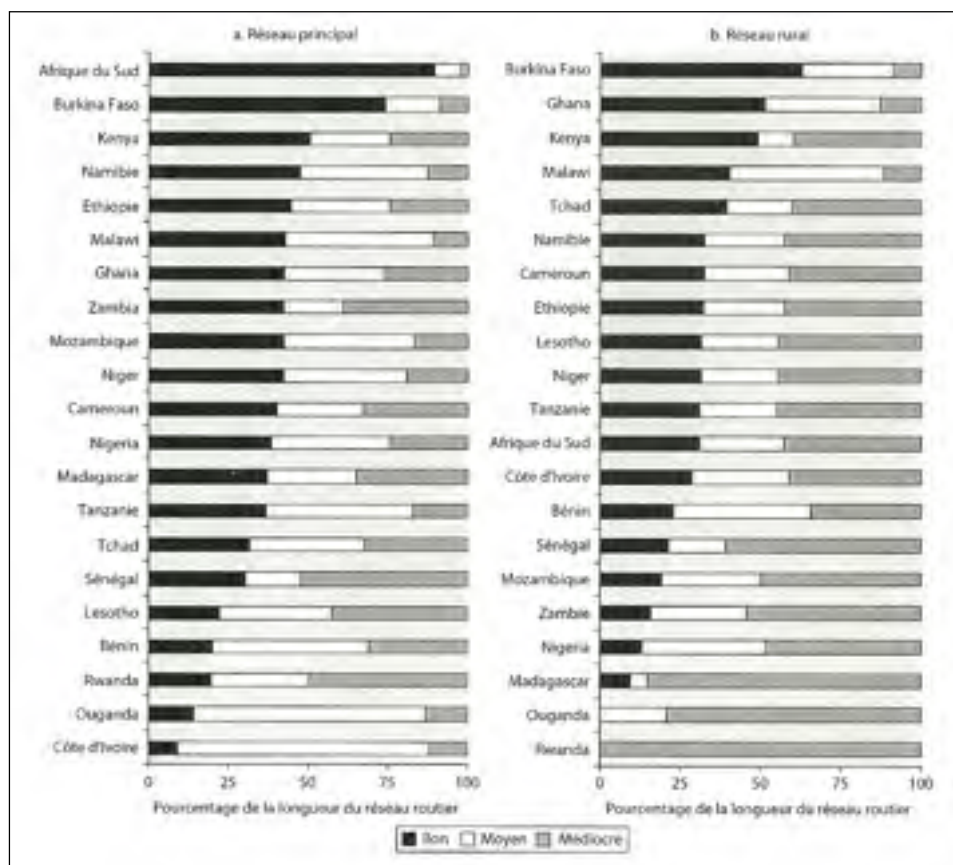 a. Réseau principal
Afrique du Sud
Burkina Faso
Kenya
Namibie
Ethiopie
Malawi
Ghana
Zambia
Mozambique
Niger
Cameroun
Nigeria
Madagascar
Tanzanie
Tchad
Sénégal
Lesotho
Bénin
Rwanda
Ouganda
Côte d'Ivoire
0 25 50 75 100
Pourcentage de la longueur du réseau routier
b. Réseau rural
Burkina Faso
Ghana
Kenya
Malawi
Tchad
Namibie
Cameroun
Ethiopie
Lesotho
Niger
Tanzanie
Afrique du Sud
Côte d'Ivoire
Bénin
Sénégal
Mozambique
Zambie
Nigeria
Madagascar
Ouganda
Rwanda
0 25 50 75 100
Pourcentage de la longueur du réseau routier
Bon Moyen Médiocre